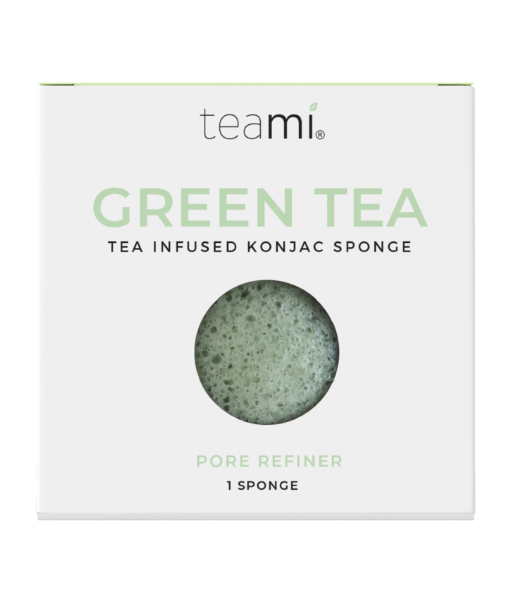 teami®
GREEN TEA
TEA INFUSED KONJAC SPONGE
PORE REFINER
1 SPONGE